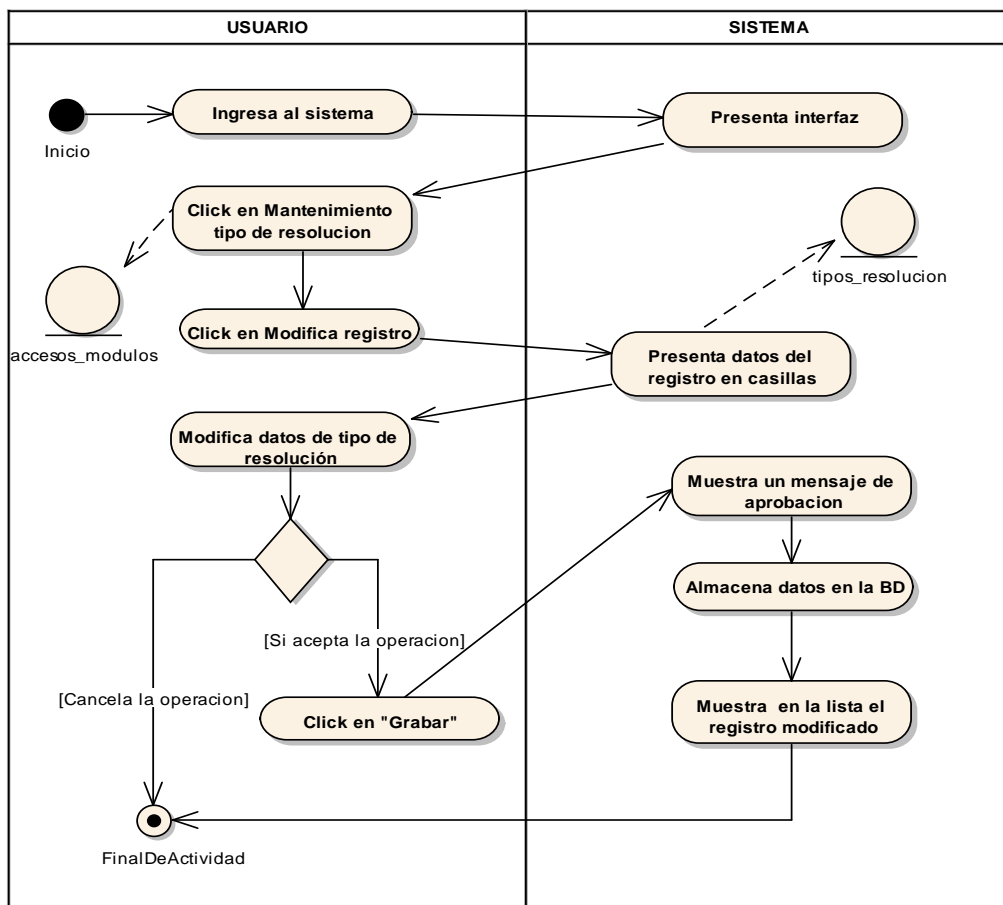 USUARIO
SISTEMA
Ingresa al sistema
Presenta interfaz
Inicio
Click en Mantenimiento
tipo de resolucion
tipos_resolucion
accesos_modulos
Click en Modifica registro
Presenta datos del
registro en casillas
Modifica datos de tipo de
resolución
Muestra un mensaje de
aprobacion
Almacena datos en la BD
[Si acepta la operacion]
[Cancela la operacion]
Click en "Grabar"
Muestra en la lista el
registro modificado
FinalDeActividad